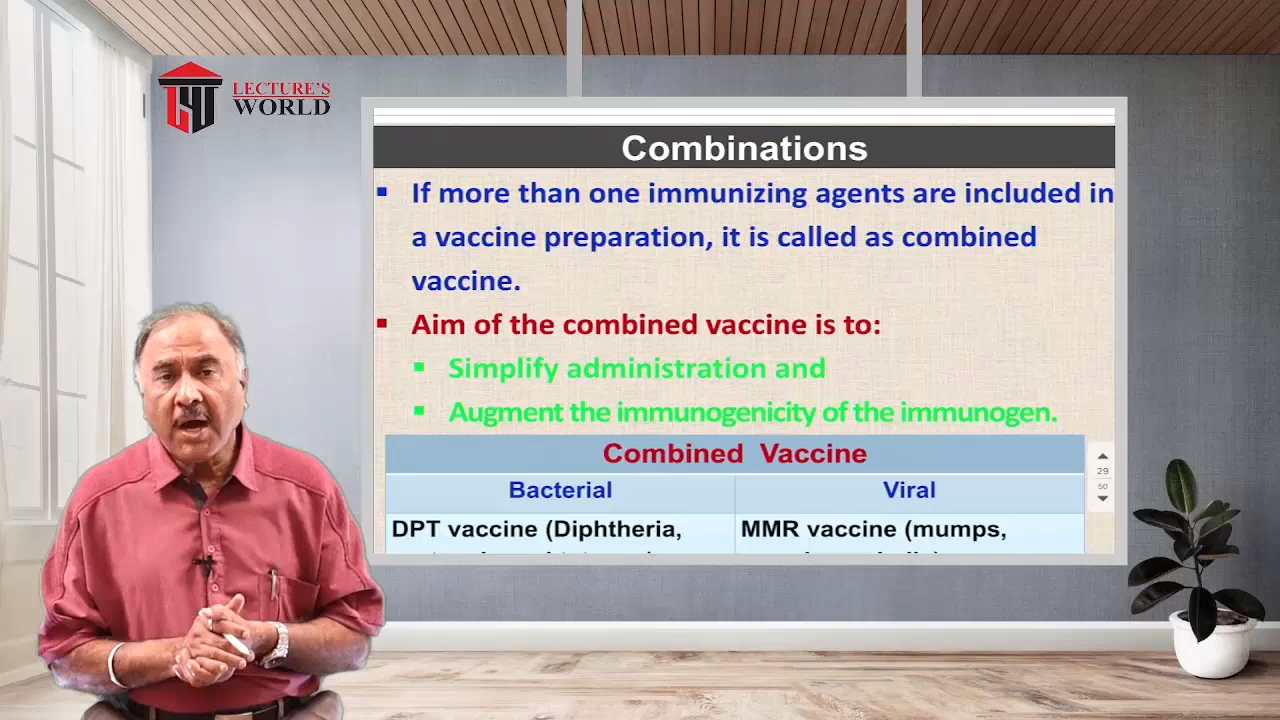 LECTURE'S
WORLD
Combinations
If more than one immunizing agents are included in
a vaccine preparation, it is called as combined
vaccine.
Aim of the combined vaccine is to:
Simplify administration and
Augment the immunogenicity of the immunogen.
Combined Vaccine
29
50
Bacterial
Viral
DPT vaccine (Diphtheria,
MMR vaccine (mumps,